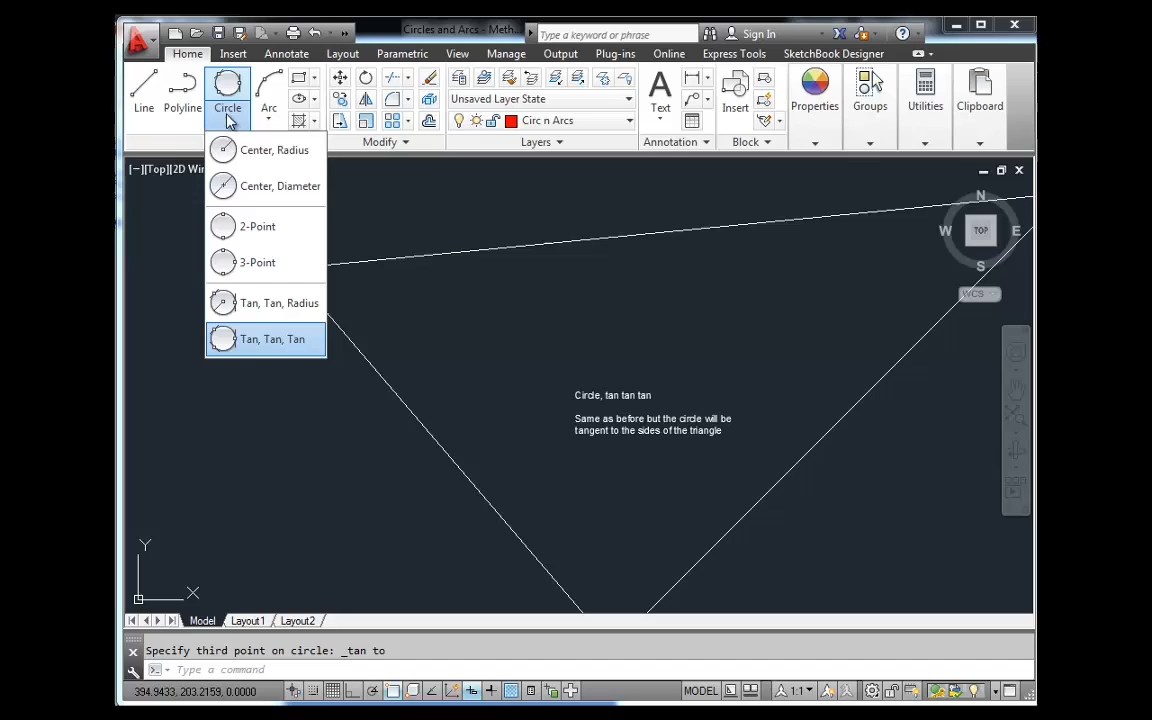 Circles and Arcs - Meth...
Type a keyword or phrase
Sign In
Home
Insert
Annotate
Layout
Parametric
View
Manage
Output
Plug-ins
Online
Express Tools
SketchBook Designer
Line
Polyline
Circle
Arc
Unsaved Layer State
Circ n Arcs
Text
Insert
Properties
Groups
Utilities
Clipboard
Modify
Layers
Annotation
Block
Center, Radius
Center, Diameter
2-Point
3-Point
Tan, Tan, Radius
Tan, Tan, Tan
[−][Top][2D Wir
N
W
TOP
E
S
WCS
Circle, tan tan tan
Same as before but the circle will be
tangent to the sides of the triangle
Y
X
Model
Layout1
Layout2
Specify third point on circle: _tan to
Type a command
394.9433, 203.2159, 0.0000
MODEL
1:1